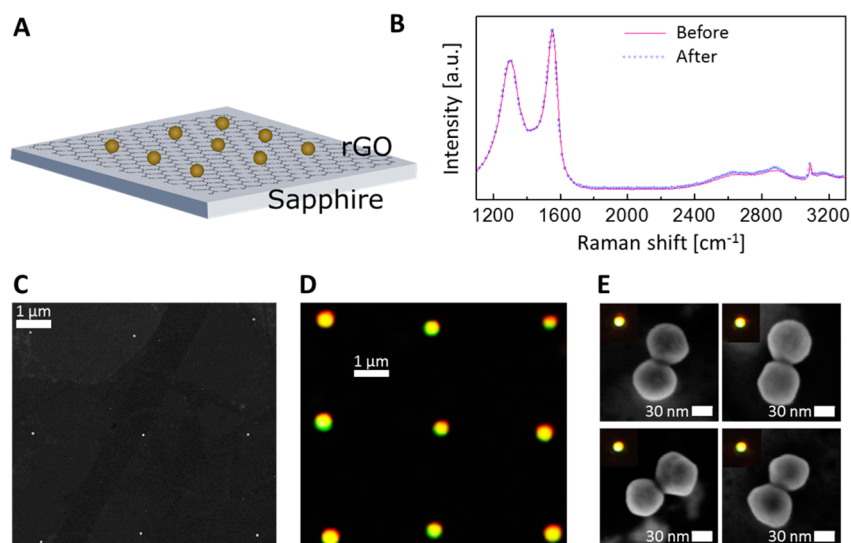 A
rGO
Sapphire
B
Before
After
Intensity [a.u.]
1200 1600 2000 2400 2800 3200
Raman shift [cm⁻¹]
C
1 µm
D
1 µm
E
30 nm
30 nm
30 nm
30 nm